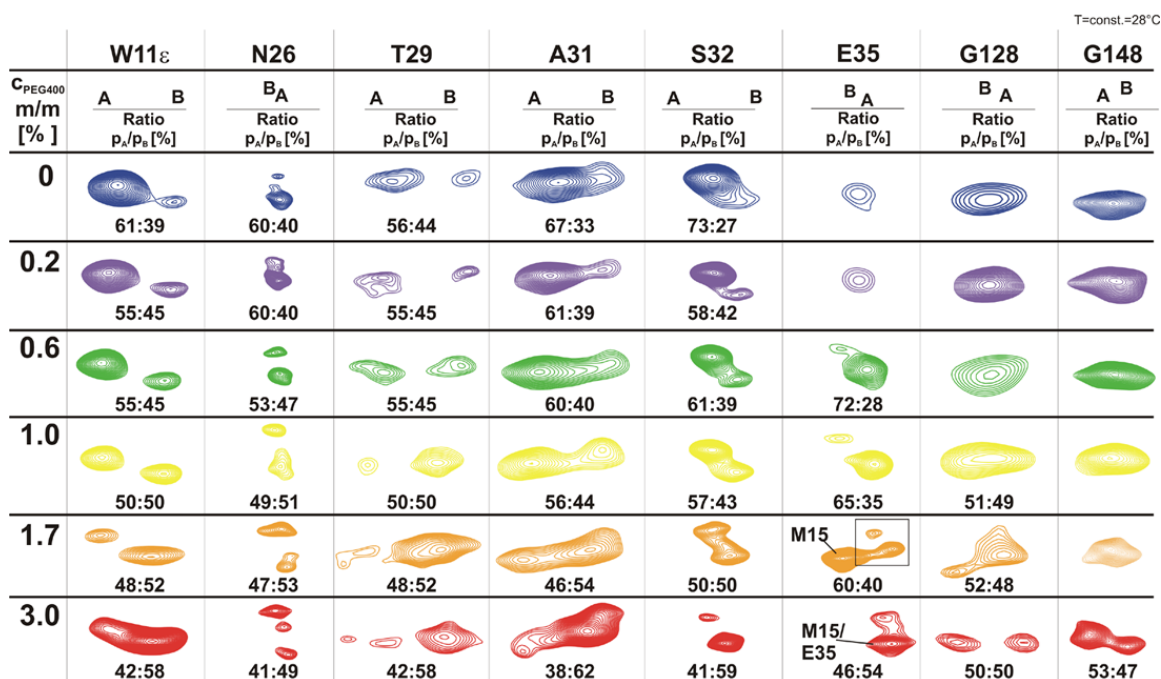 T=const.=28°C
W11ε N26 T29 A31 S32 E35 G128 G148
cPEG400 m/m [% ]
A B B A A B A B A B B A B A A B
Ratio Ratio Ratio Ratio Ratio Ratio Ratio Ratio
pA/pB [%] pA/pB [%] pA/pB [%] pA/pB [%] pA/pB [%] pA/pB [%] pA/pB [%] pA/pB [%]
0
61:39 60:40 56:44 67:33 73:27
0.2
55:45 60:40 55:45 61:39 58:42
0.6
55:45 53:47 55:45 60:40 61:39 72:28
1.0
50:50 49:51 50:50 56:44 57:43 65:35 51:49
1.7
M15
48:52 47:53 48:52 46:54 50:50 60:40 52:48
3.0
M15/
E35
42:58 41:49 42:58 38:62 41:59 46:54 50:50 53:47